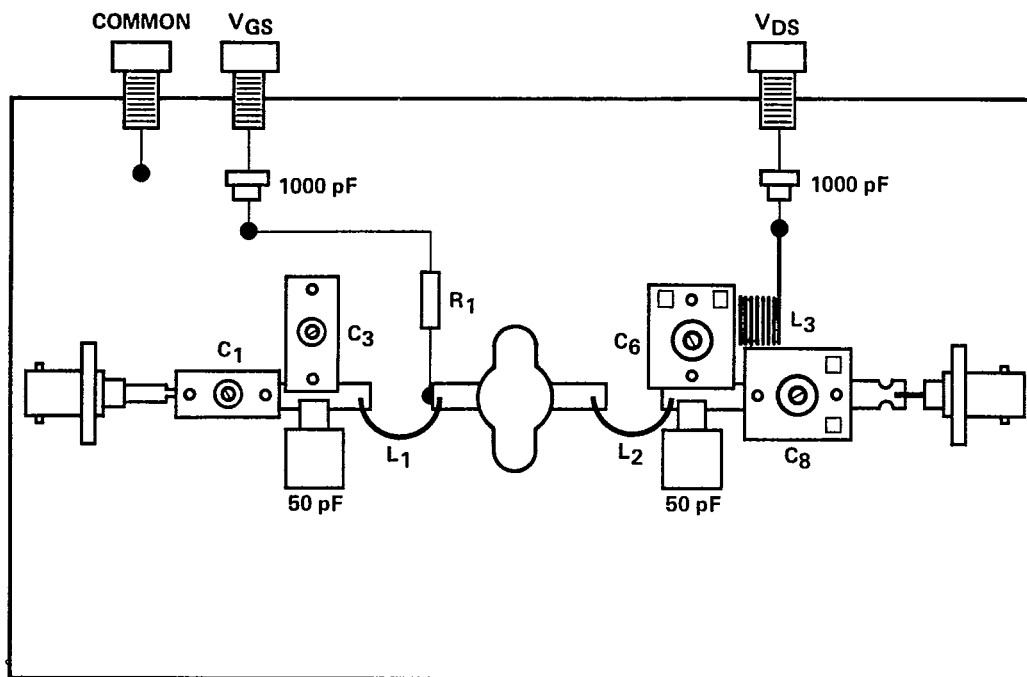 COMMON
VGS
VDS
1000 pF
1000 pF
R1
C3
C1
C6
L3
L1
L2
C8
50 pF
50 pF